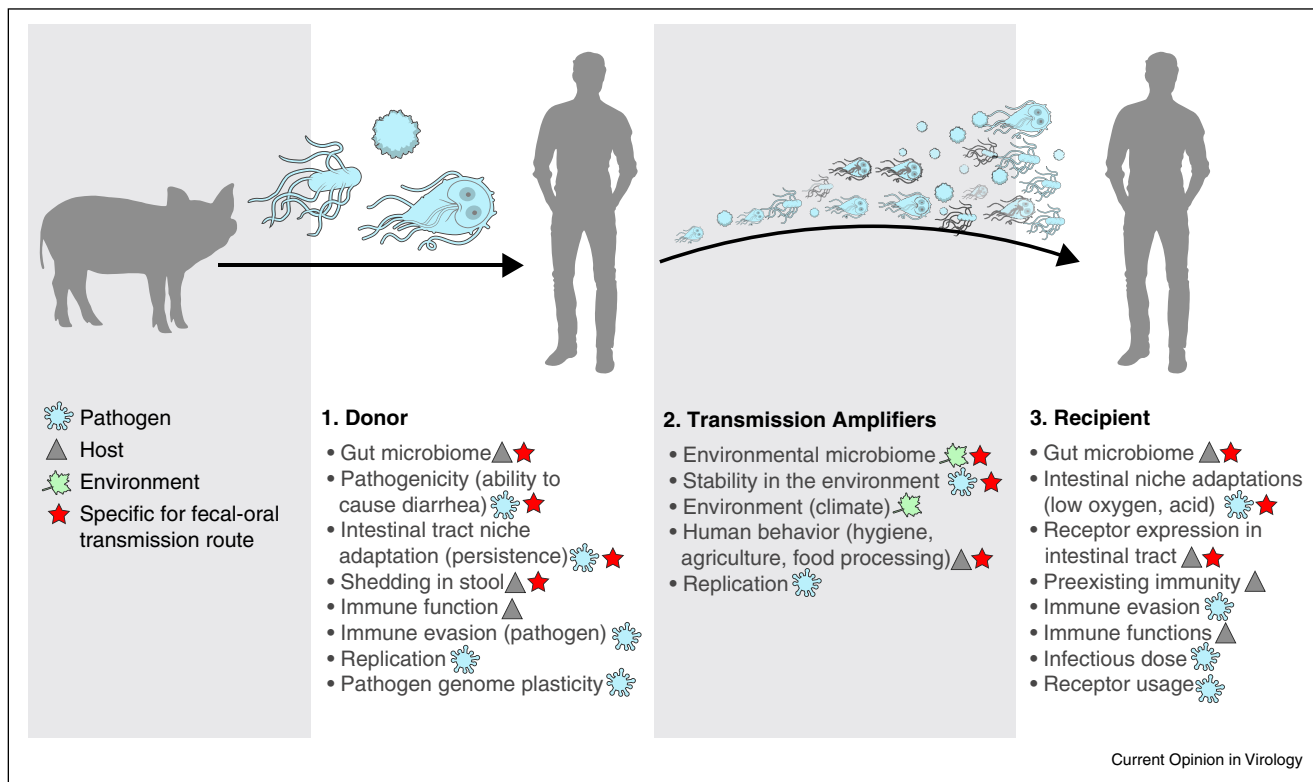 Pathogen
Host
Environment
Specific for fecal-oral
transmission route
1. Donor
• Gut microbiome
• Pathogenicity (ability to
cause diarrhea)
• Intestinal tract niche
adaptation (persistence)
• Shedding in stool
• Immune function
• Immune evasion (pathogen)
• Replication
• Pathogen genome plasticity
2. Transmission Amplifiers
• Environmental microbiome
• Stability in the environment
• Environment (climate)
• Human behavior (hygiene,
agriculture, food processing)
• Replication
3. Recipient
• Gut microbiome
• Intestinal niche adaptations
(low oxygen, acid)
• Receptor expression in
intestinal tract
• Preexisting immunity
• Immune evasion
• Immune functions
• Infectious dose
• Receptor usage
Current Opinion in Virology